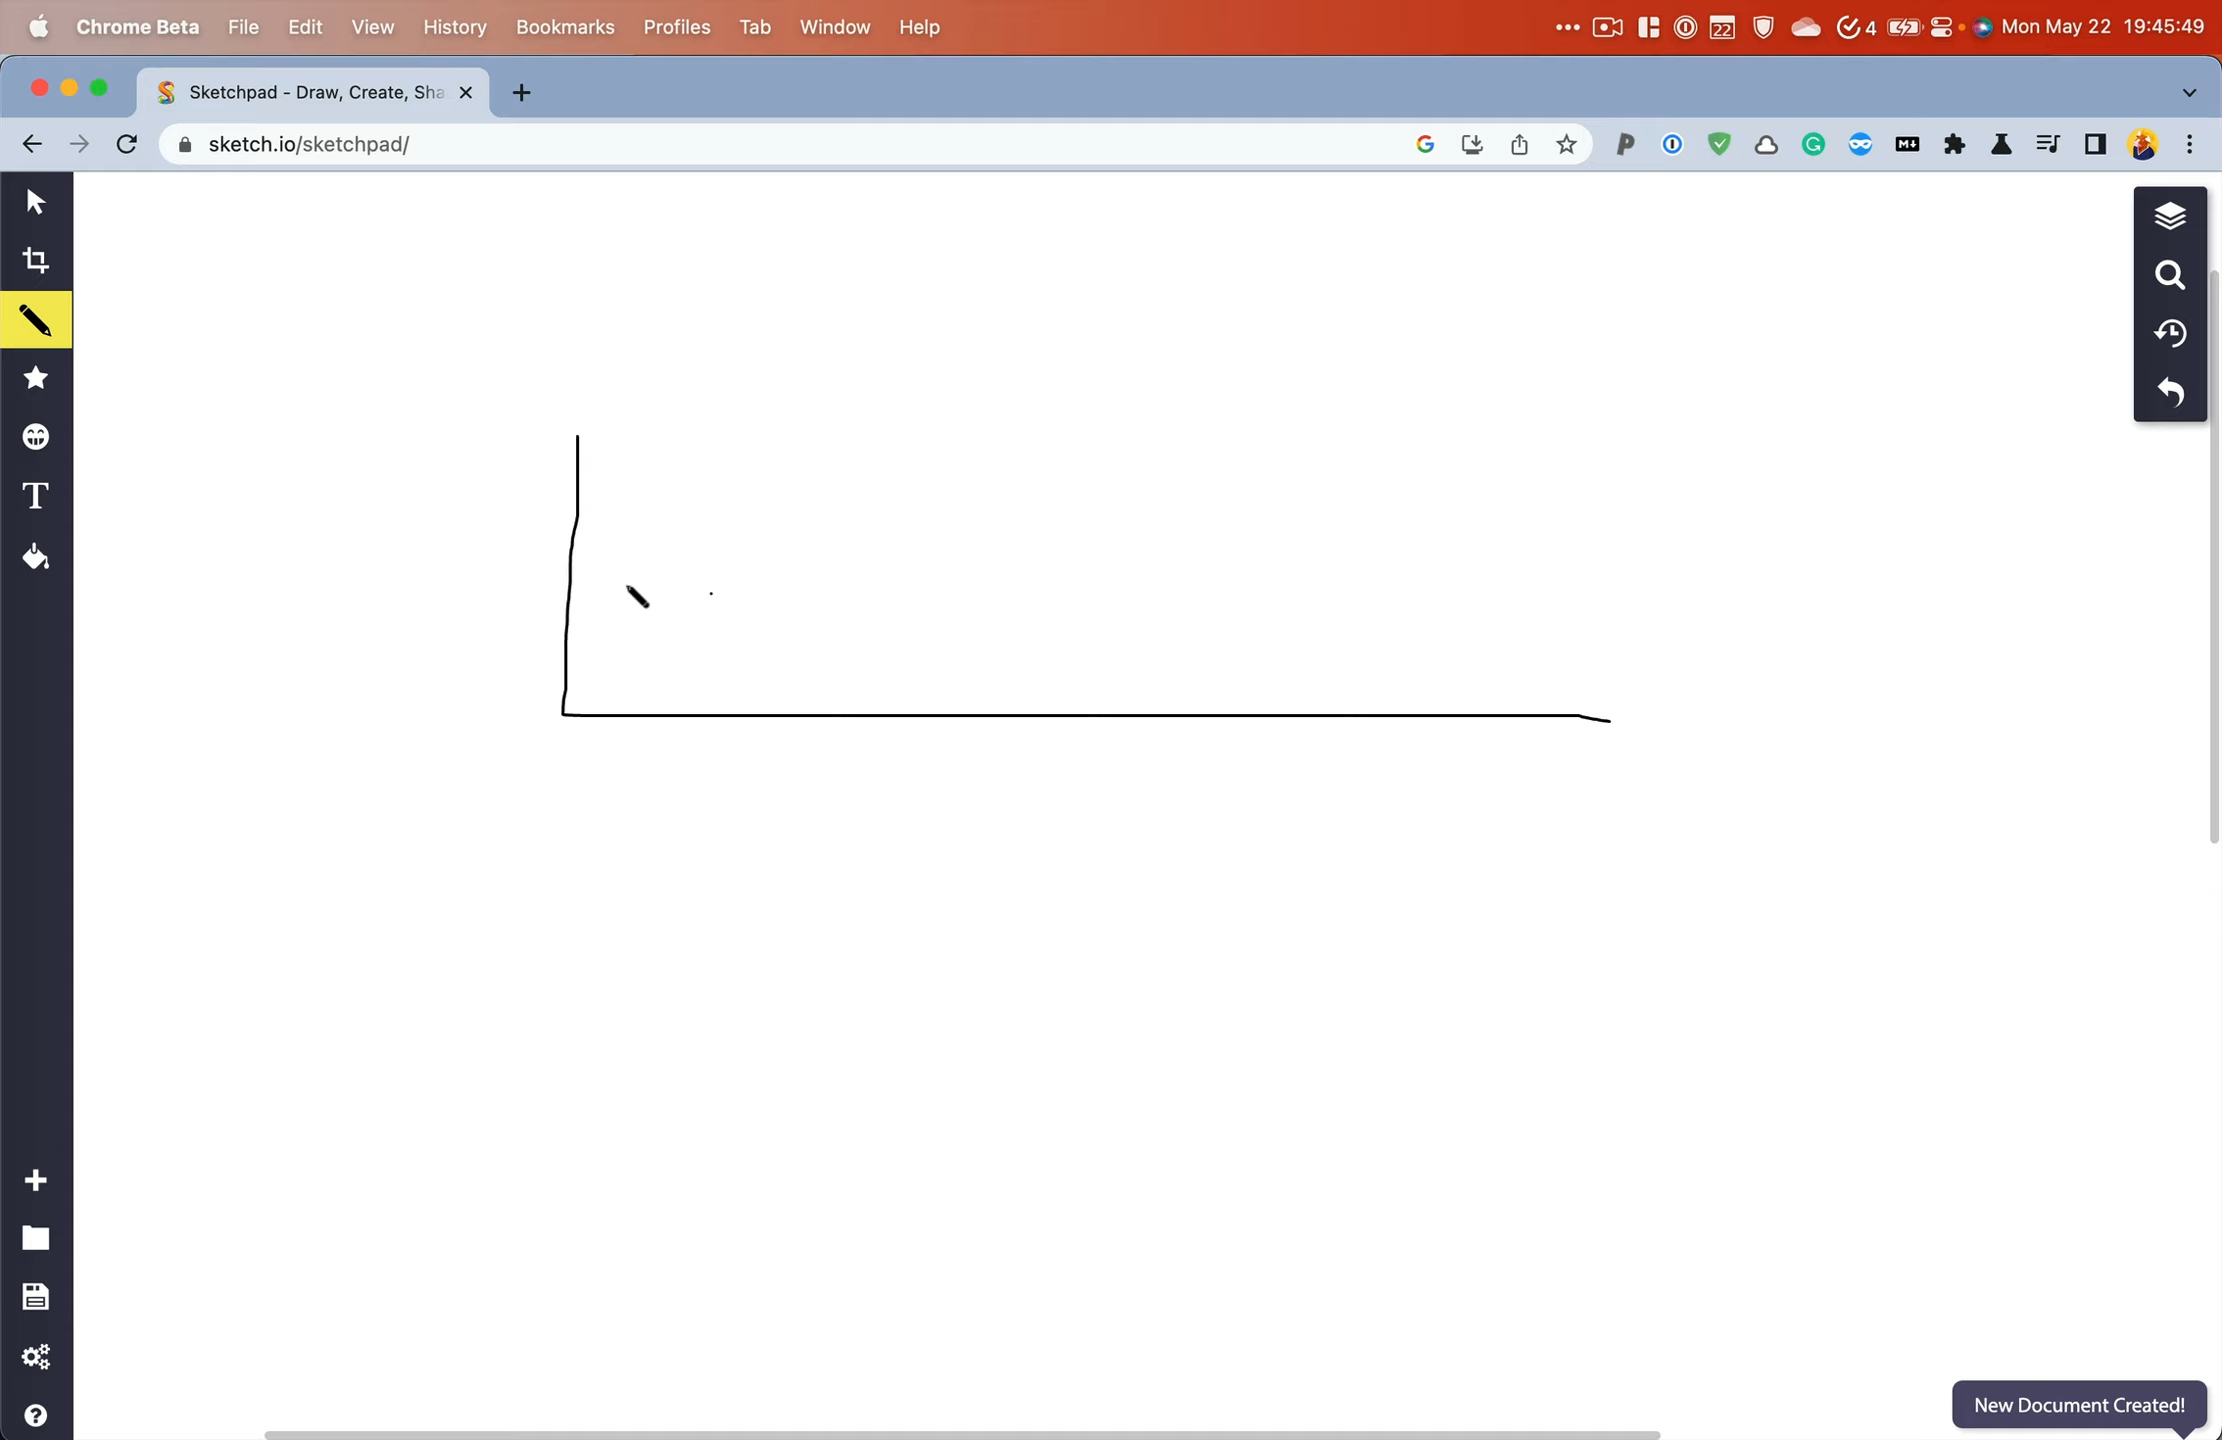 Chrome Beta File Edit View History Bookmarks Profiles Tab Window Help 22 4 Mon May 22 19:45:49
Sketchpad - Draw, Create, Sha
sketch.io/sketchpad/
T
New Document Created!